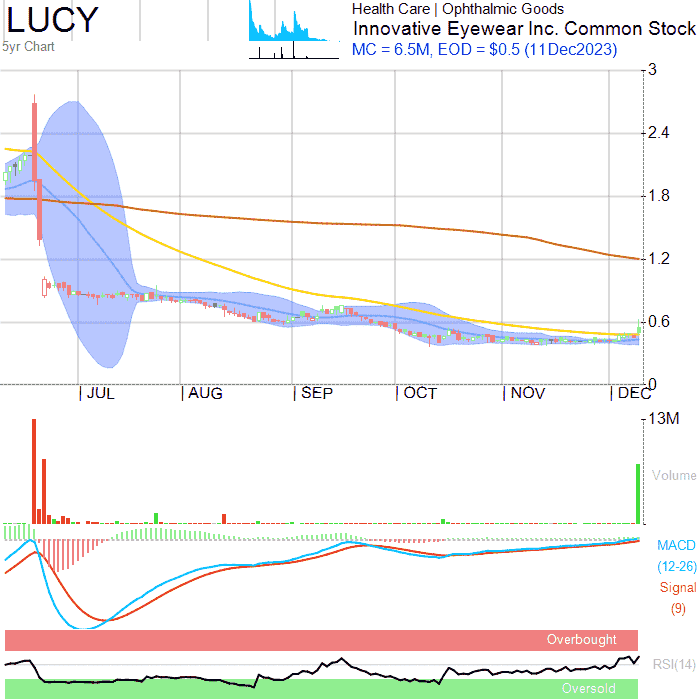 LUCY
5yr Chart
Health Care | Ophthalmic Goods
Innovative Eyewear Inc. Common Stock
MC = 6.5M, EOD = $0.5 (11Dec2023)
3
2.4
1.8
1.2
0.6
0
| JUL | AUG | SEP | OCT | NOV | DEC
13M
Volume
MACD
(12-26)
Signal
(9)
Overbought
RSI(14)
Oversold